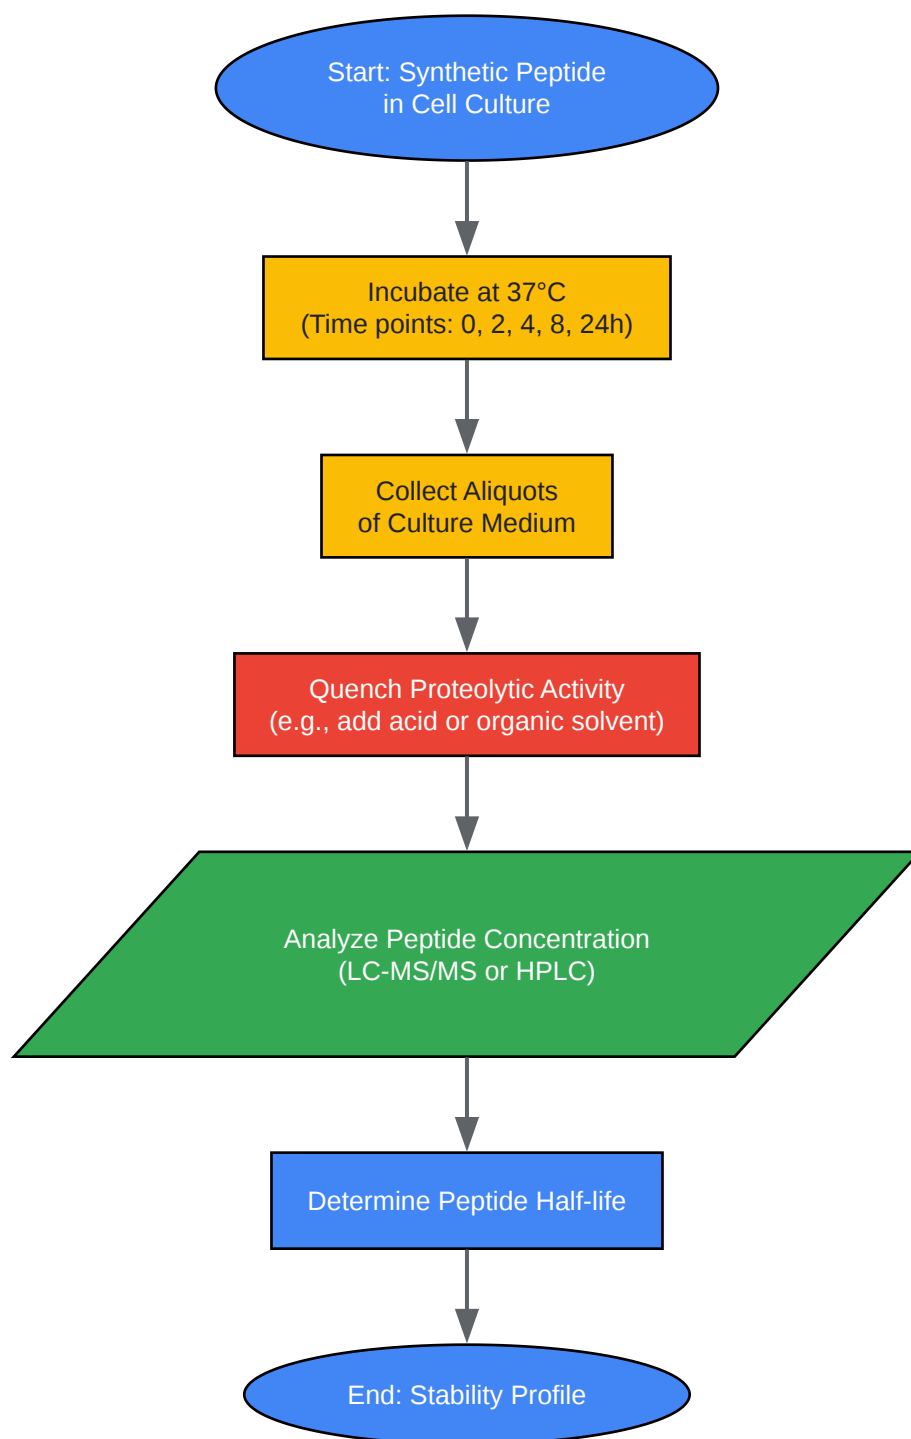 Start: Synthetic Peptide
in Cell Culture
Incubate at 37°C
(Time points: 0, 2, 4, 8, 24h)
Collect Aliquots
of Culture Medium
Quench Proteolytic Activity
(e.g., add acid or organic solvent)
Analyze Peptide Concentration
(LC-MS/MS or HPLC)
Determine Peptide Half-life
End: Stability Profile